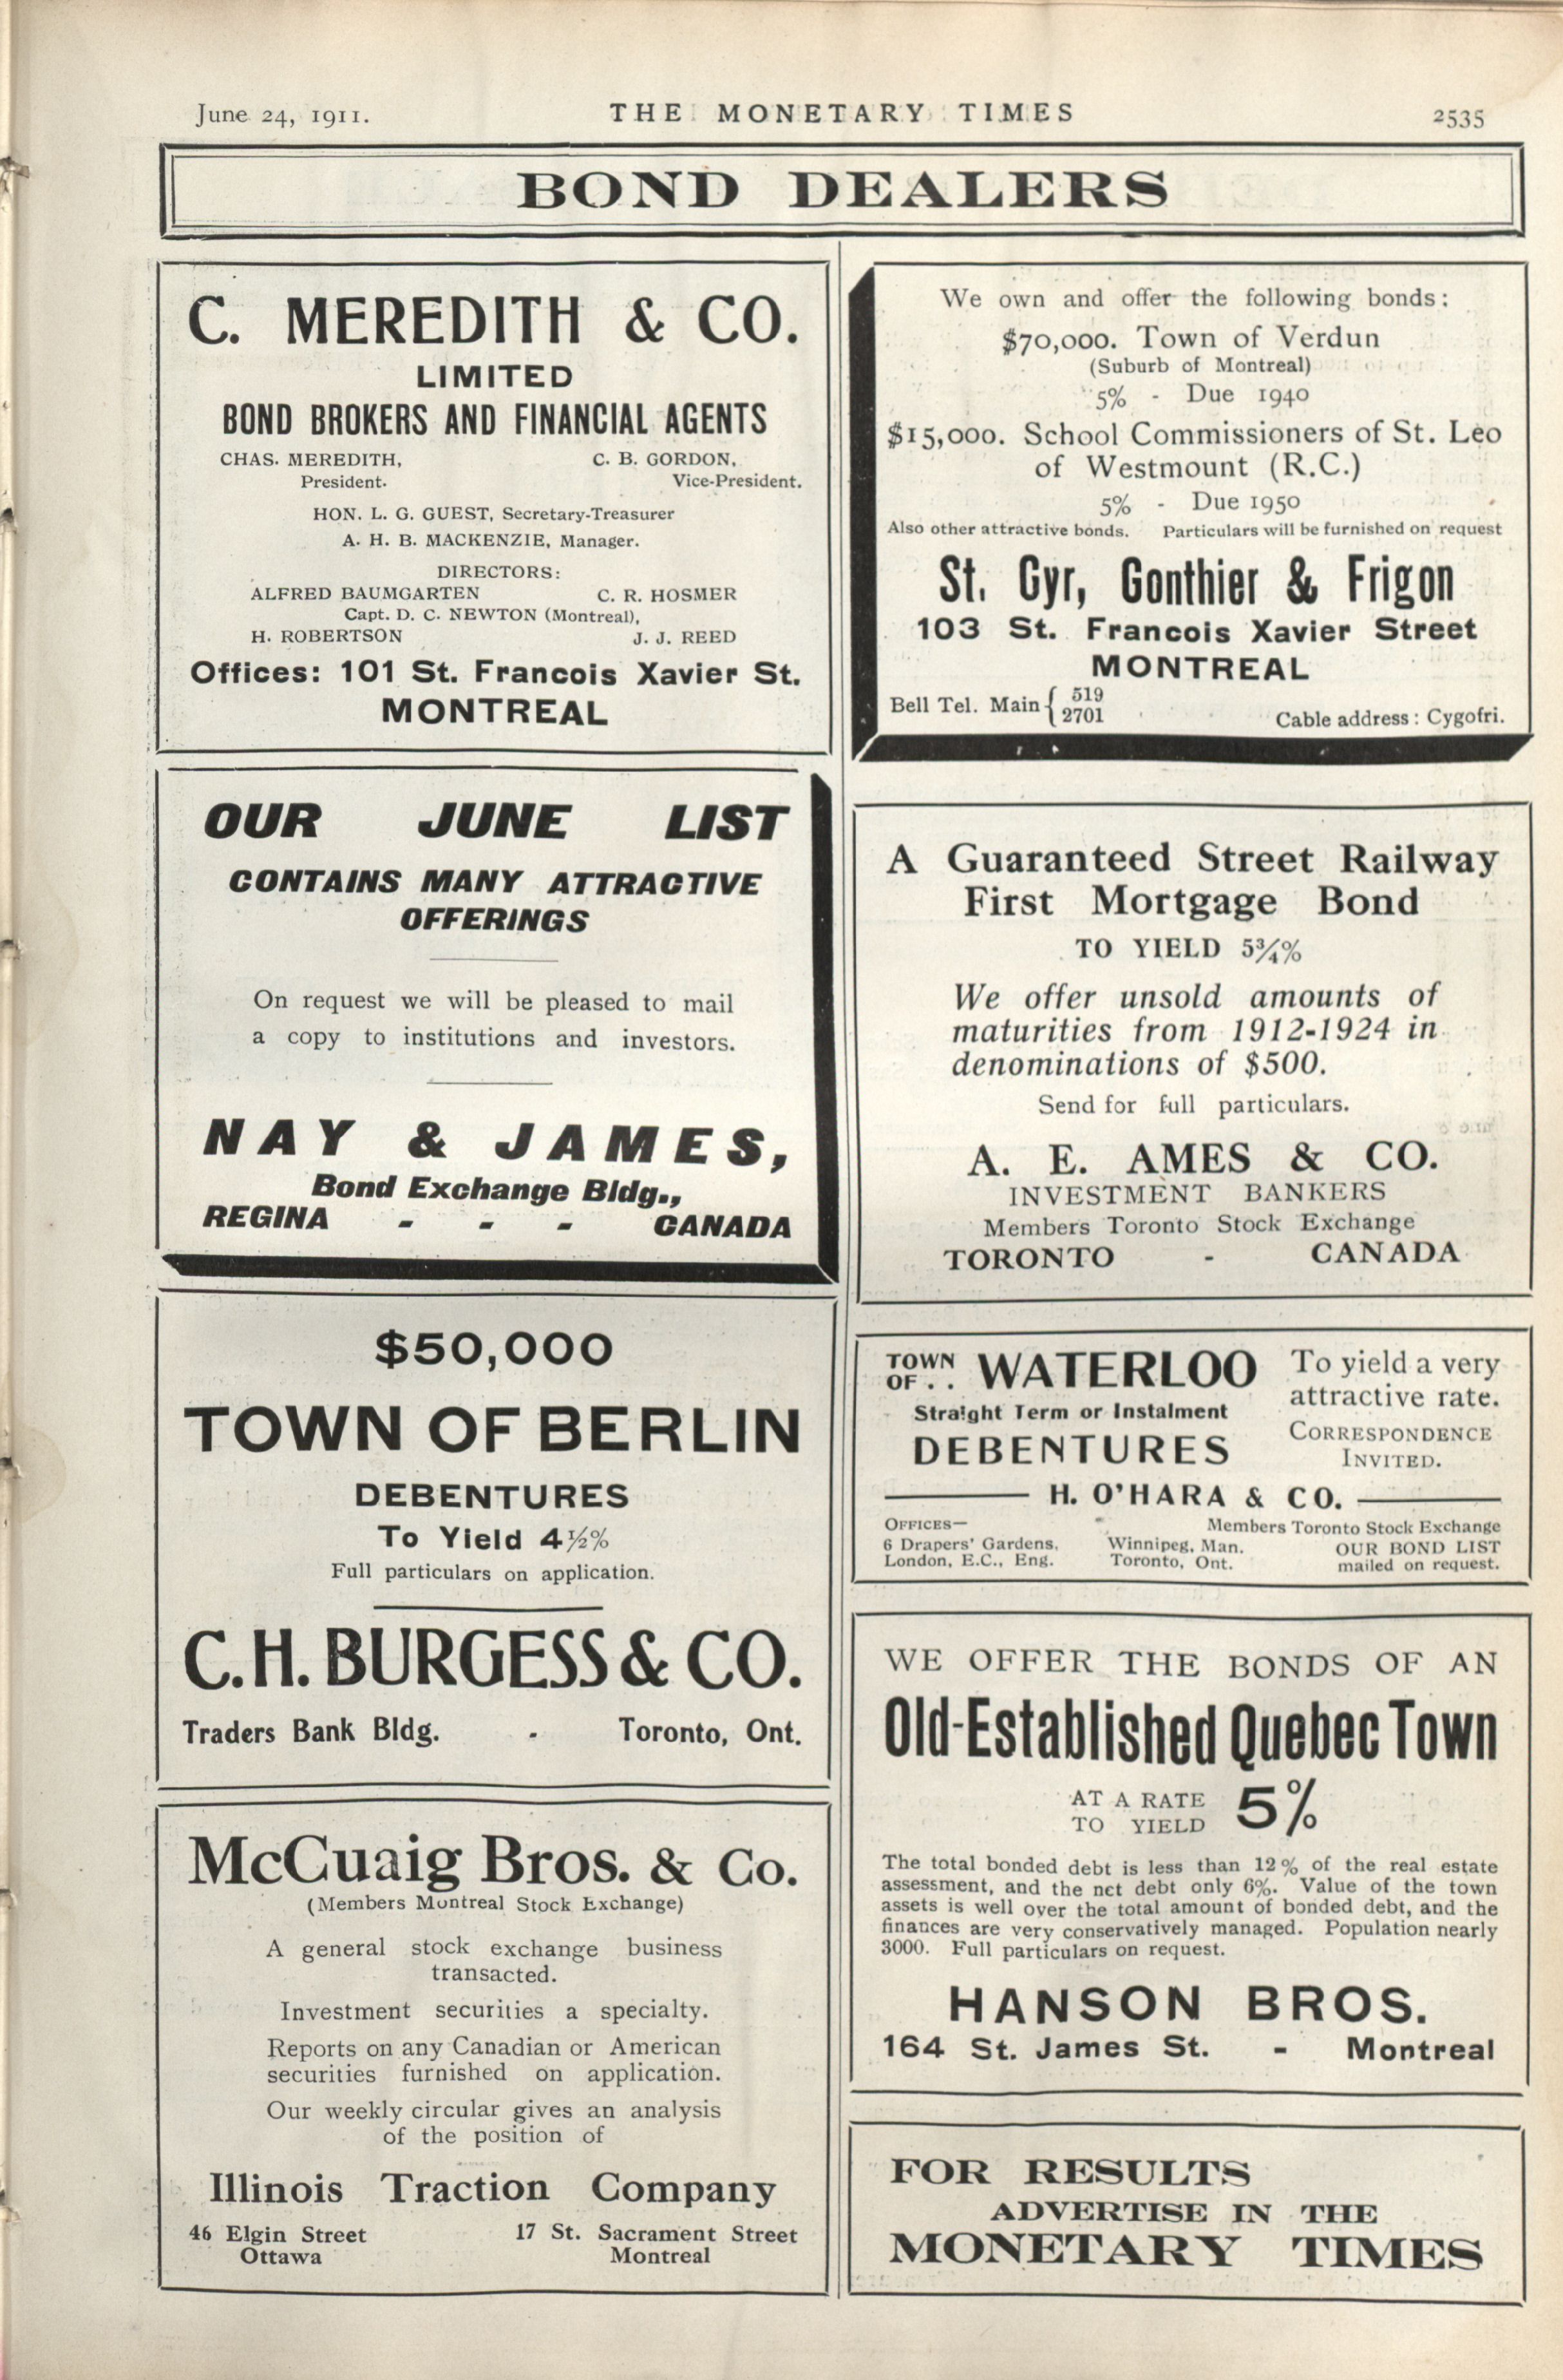 June 24, 1911.
THE MONETARY TIMES
2535
BOND DEALERS
C. MEREDITH & CO.
LIMITED
BOND BROKERS AND FINANCIAL AGENTS
CHAS. MEREDITH, C. B. GORDON,
President. Vice-President.
HON. L. G. GUEST, Secretary-Treasurer
A. H. B. MACKENZIE, Manager.
DIRECTORS:
ALFRED BAUMGARTEN C. R. HOSMER
Capt. D. C. NEWTON (Montreal),
H. ROBERTSON J. J. REED
Offices: 101 St. Francois Xavier St.
MONTREAL
OUR JUNE LIST
CONTAINS MANY ATTRACTIVE
OFFERINGS
On request we will be pleased to mail
a copy to institutions and investors.
NAY & JAMES,
Bond Exchange Bldg.,
REGINA - - - CANADA
$50,000
TOWN OF BERLIN
DEBENTURES
To Yield 4½%
Full particulars on application.
C.H. BURGESS & CO.
Traders Bank Bldg. - Toronto, Ont.
McCuaig Bros. & Co.
(Members Montreal Stock Exchange)
A general stock exchange business
transacted.
Investment securities a specialty.
Reports on any Canadian or American
securities furnished on application.
Our weekly circular gives an analysis
of the position of
Illinois Traction Company
46 Elgin Street 17 St. Sacrament Street
Ottawa Montreal
We own and offer the following bonds:
$70,000. Town of Verdun
(Suburb of Montreal)
5% - Due 1940
$15,000. School Commissioners of St. Leo
of Westmount (R.C.)
5% - Due 1950
Also other attractive bonds. Particulars will be furnished on request
St. Cyr, Gonthier & Frigon
103 St. Francois Xavier Street
MONTREAL
Bell Tel. Main { 519
2701
Cable address: Cygofri.
A Guaranteed Street Railway
First Mortgage Bond
TO YIELD 5¾%
We offer unsold amounts of
maturities from 1912-1924 in
denominations of $500.
Send for full particulars.
A. E. AMES & CO.
INVESTMENT BANKERS
Members Toronto Stock Exchange
TORONTO - CANADA
TOWN OF.. WATERLOO
Straight Term or Instalment
DEBENTURES
To yield a very
attractive rate.
CORRESPONDENCE
INVITED.
H. O'HARA & CO.
OFFICES— Members Toronto Stock Exchange
6 Drapers' Gardens, Winnipeg, Man. OUR BOND LIST
London, E.C., Eng. Toronto, Ont. mailed on request.
WE OFFER THE BONDS OF AN
Old-Established Quebec Town
AT A RATE
TO YIELD 5%
The total bonded debt is less than 12% of the real estate
assessment, and the net debt only 6%. Value of the town
assets is well over the total amount of bonded debt, and the
finances are very conservatively managed. Population nearly
3000. Full particulars on request.
HANSON BROS.
164 St. James St. - Montreal
FOR RESULTS
ADVERTISE IN THE
MONETARY TIMES